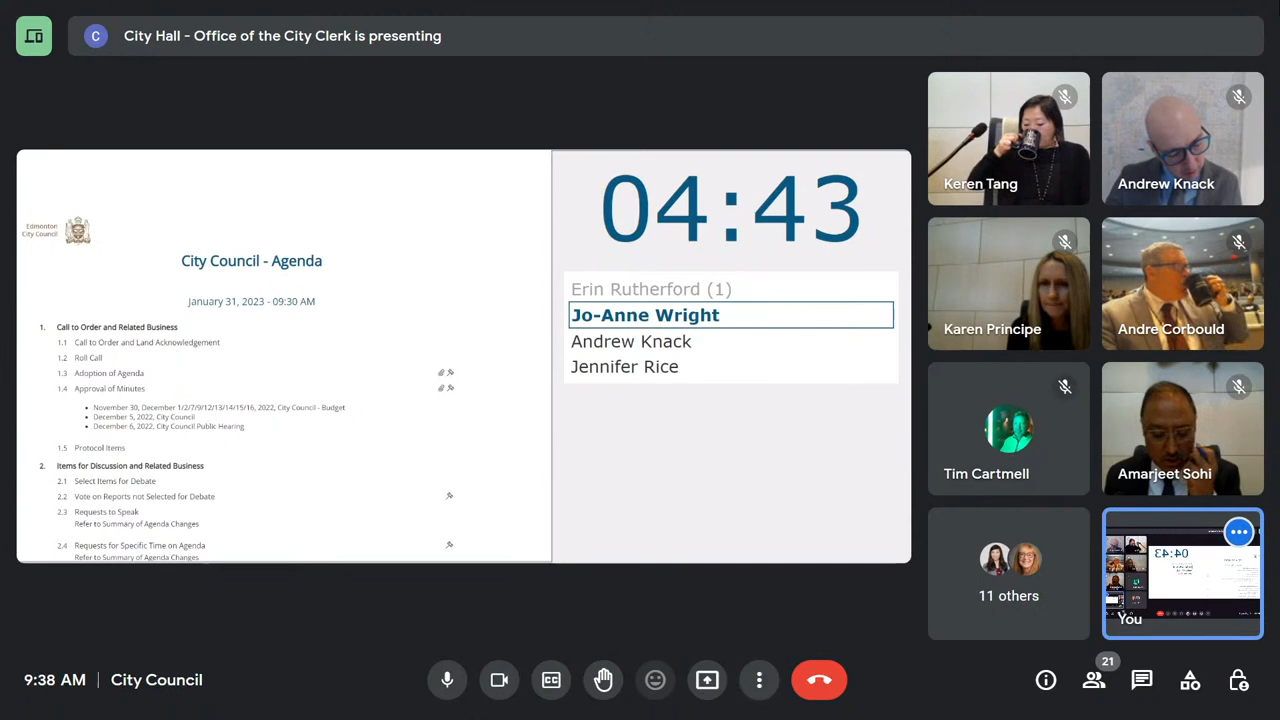 C City Hall - Office of the City Clerk is presenting
Edmonton
City Council
City Council - Agenda
January 31, 2023 - 09:30 AM
1. Call to Order and Related Business
1.1 Call to Order and Land Acknowledgement
1.2 Roll Call
1.3 Adoption of Agenda
1.4 Approval of Minutes
• November 30, December 1/2/7/9/12/13/14/15/16, 2022, City Council - Budget
• December 5, 2022, City Council
• December 6, 2022, City Council Public Hearing
1.5 Protocol Items
2. Items for Discussion and Related Business
2.1 Select Items for Debate
2.2 Vote on Reports not Selected for Debate
2.3 Requests to Speak
Refer to Summary of Agenda Changes
2.4 Requests for Specific Time on Agenda
Refer to Summary of Agenda Changes
04:43
Erin Rutherford (1)
Jo-Anne Wright
Andrew Knack
Jennifer Rice
Keren Tang
Andrew Knack
Karen Principe
Andre Corbould
Tim Cartmell
Amarjeet Sohi
11 others
04:43
You
9:38 AM | City Council
CC
21